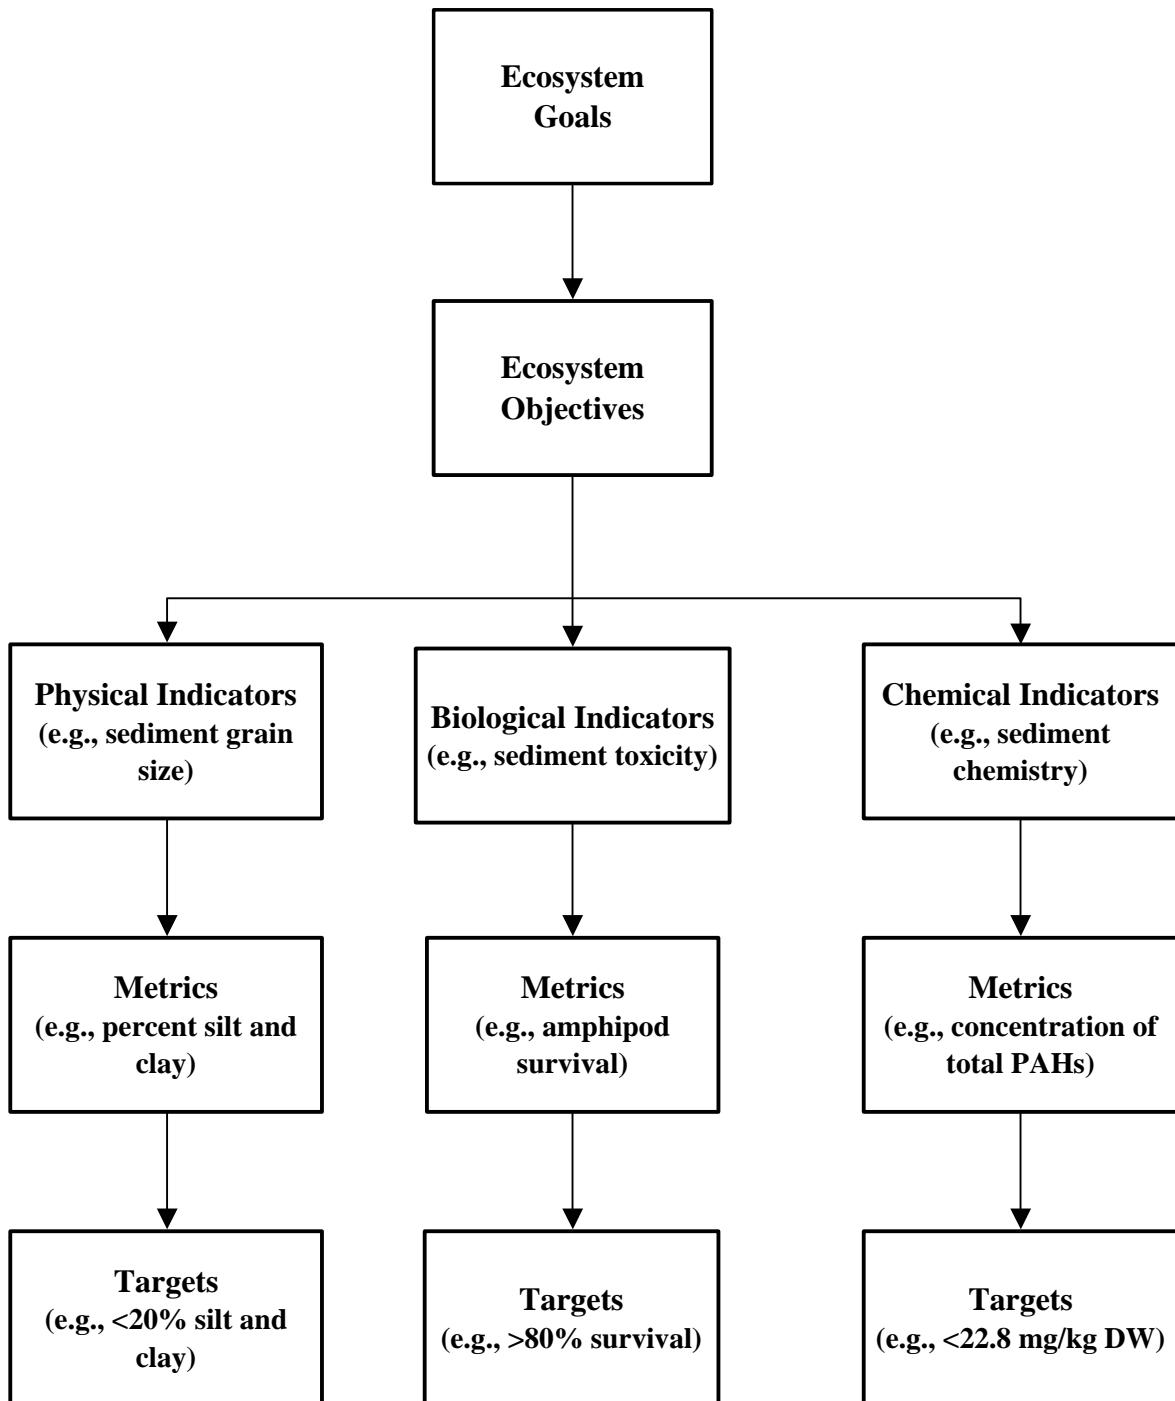 Ecosystem
Goals
Ecosystem
Objectives
Physical Indicators
(e.g., sediment grain
size)
Biological Indicators
(e.g., sediment toxicity)
Chemical Indicators
(e.g., sediment
chemistry)
Metrics
(e.g., percent silt and
clay)
Metrics
(e.g., amphipod
survival)
Metrics
(e.g., concentration of
total PAHs)
Targets
(e.g., <20% silt and
clay)
Targets
(e.g., >80% survival)
Targets
(e.g., <22.8 mg/kg DW)